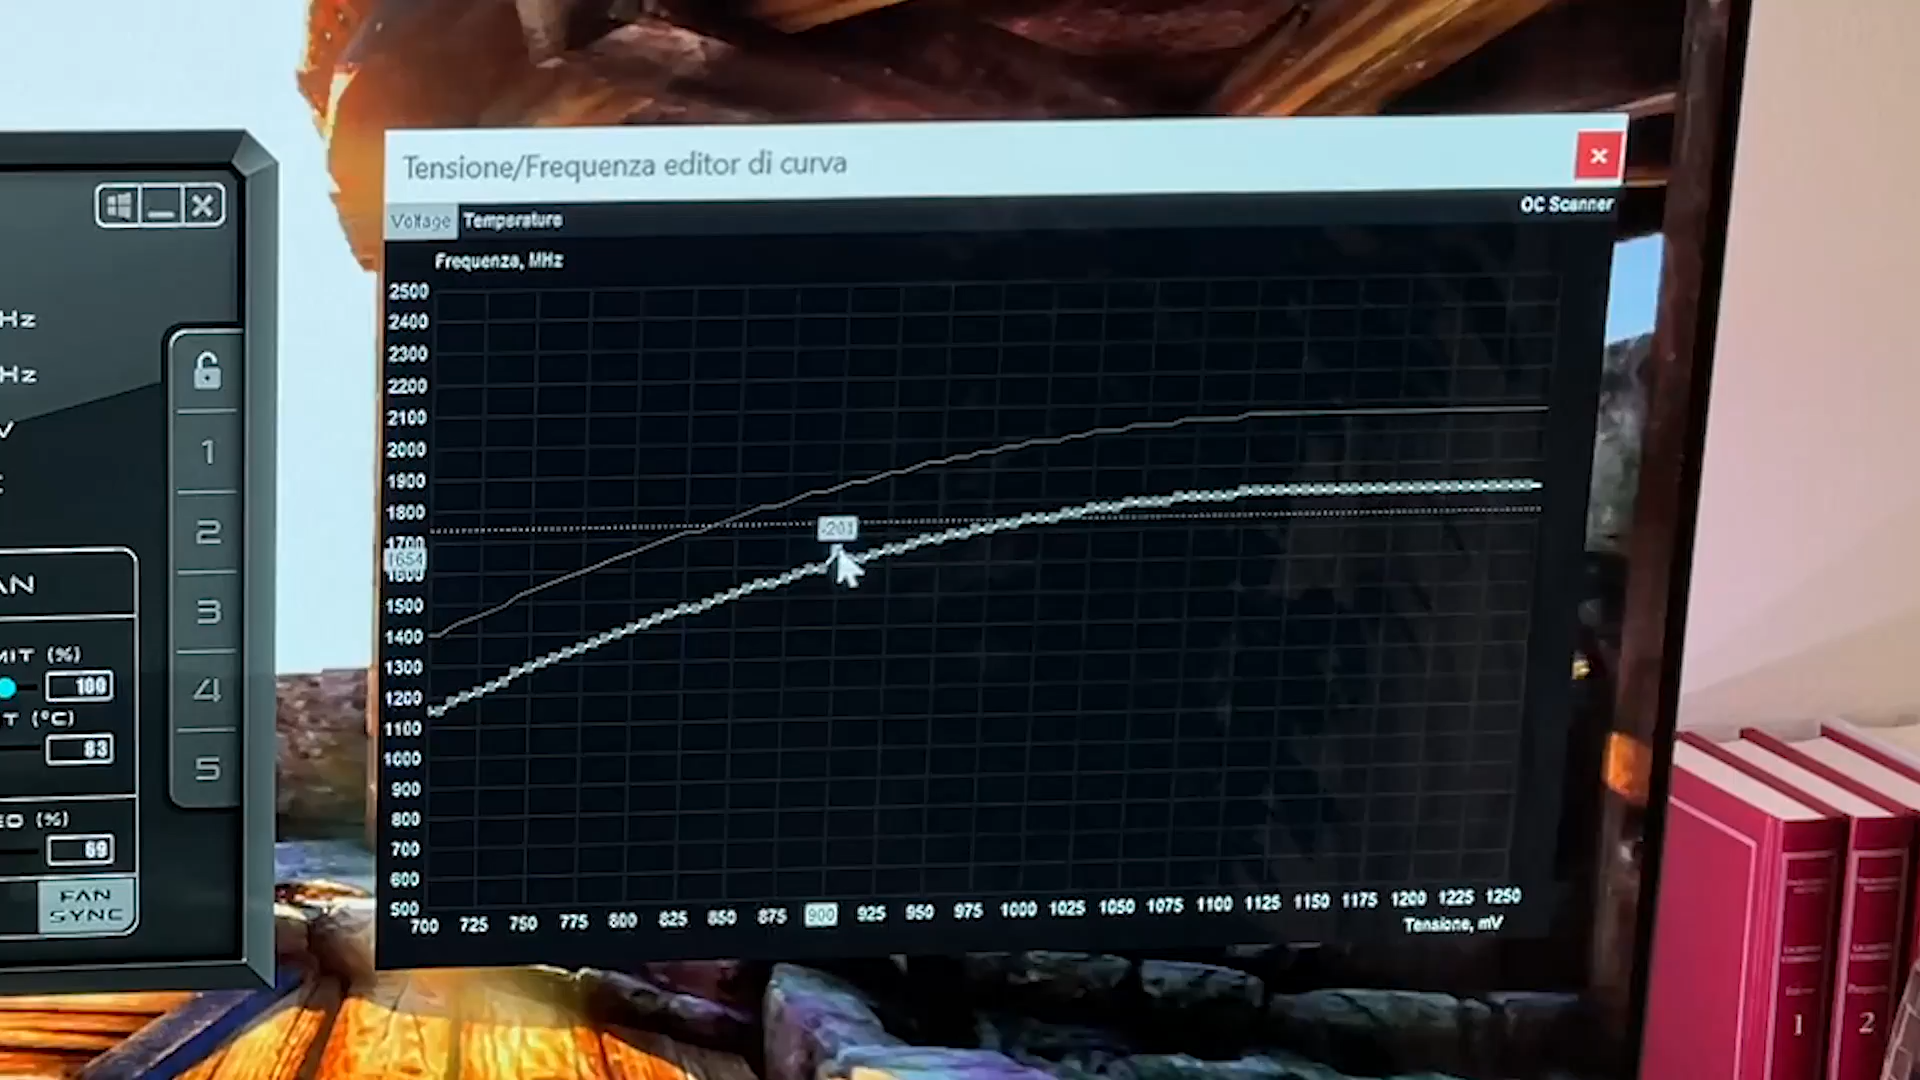 Tensione/Frequenza editor di curva
OC Scanner
Voltage Temperature
Frequenza, MHz
2500
2400
2300
2200
2100
2000
1900
1800
1700
1654
1600
1500
1400
1300
1200
1100
1000
900
800
700
600
500
-201
700 725 750 775 800 825 850 875 900 925 950 975 1000 1025 1050 1075 1100 1125 1150 1175 1200 1225 1250
Tensione, mV
Hz
Hz
V
1
2
3
4
5
AN
MIT (%)
100
T (°C)
83
ED (%)
69
FAN
SYNC
1
2